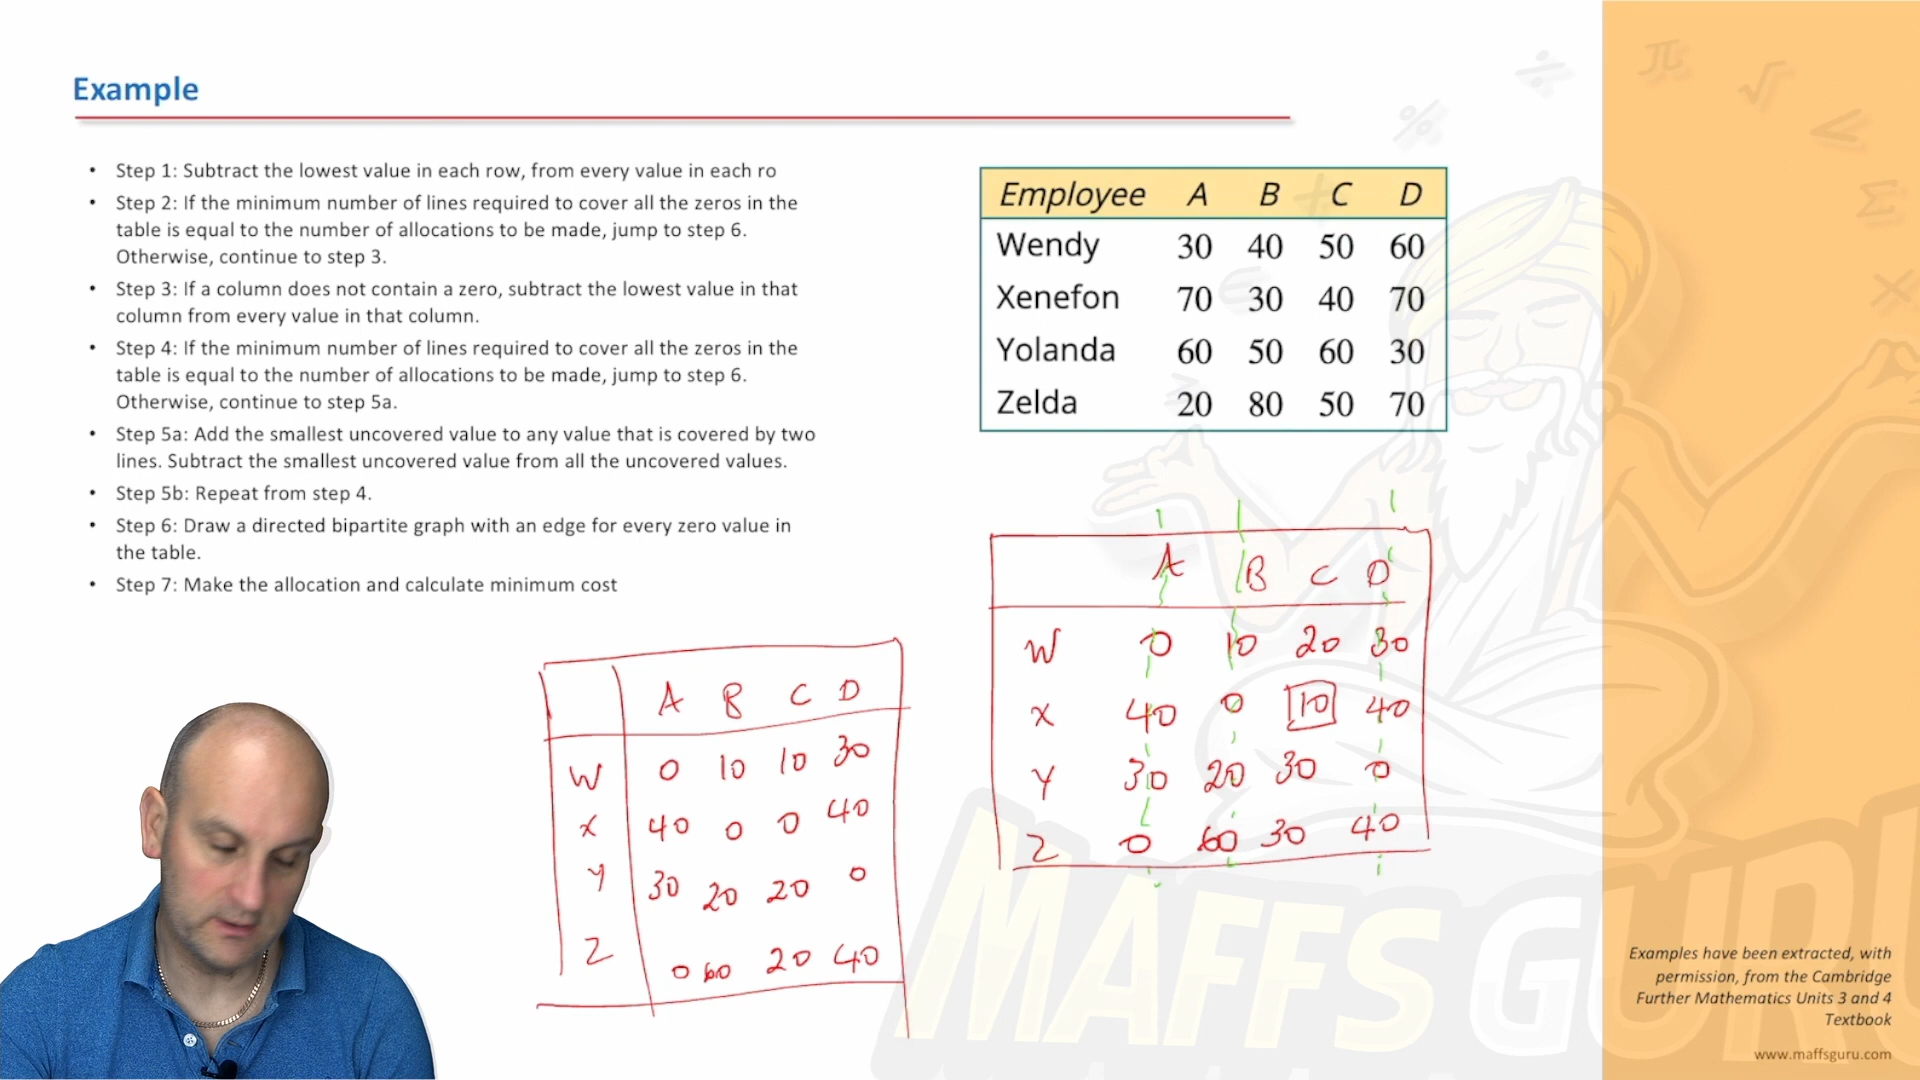 Example
• Step 1: Subtract the lowest value in each row, from every value in each ro
• Step 2: If the minimum number of lines required to cover all the zeros in the
table is equal to the number of allocations to be made, jump to step 6.
Otherwise, continue to step 3.
• Step 3: If a column does not contain a zero, subtract the lowest value in that
column from every value in that column.
• Step 4: If the minimum number of lines required to cover all the zeros in the
table is equal to the number of allocations to be made, jump to step 6.
Otherwise, continue to step 5a.
• Step 5a: Add the smallest uncovered value to any value that is covered by two
lines. Subtract the smallest uncovered value from all the uncovered values.
• Step 5b: Repeat from step 4.
• Step 6: Draw a directed bipartite graph with an edge for every zero value in
the table.
• Step 7: Make the allocation and calculate minimum cost
Employee A B C D
Wendy 30 40 50 60
Xenefon 70 30 40 70
Yolanda 60 50 60 30
Zelda 20 80 50 70
A B C D
W 0 10 20 30
X 40 0 10 40
Y 30 20 30 0
Z 0 60 30 40
A B C D
W 0 10 10 30
X 40 0 0 40
Y 30 20 20 0
Z 0 60 20 40
MAFFS GURU
Examples have been extracted, with
permission, from the Cambridge
Further Mathematics Units 3 and 4
Textbook
www.maffsguru.com